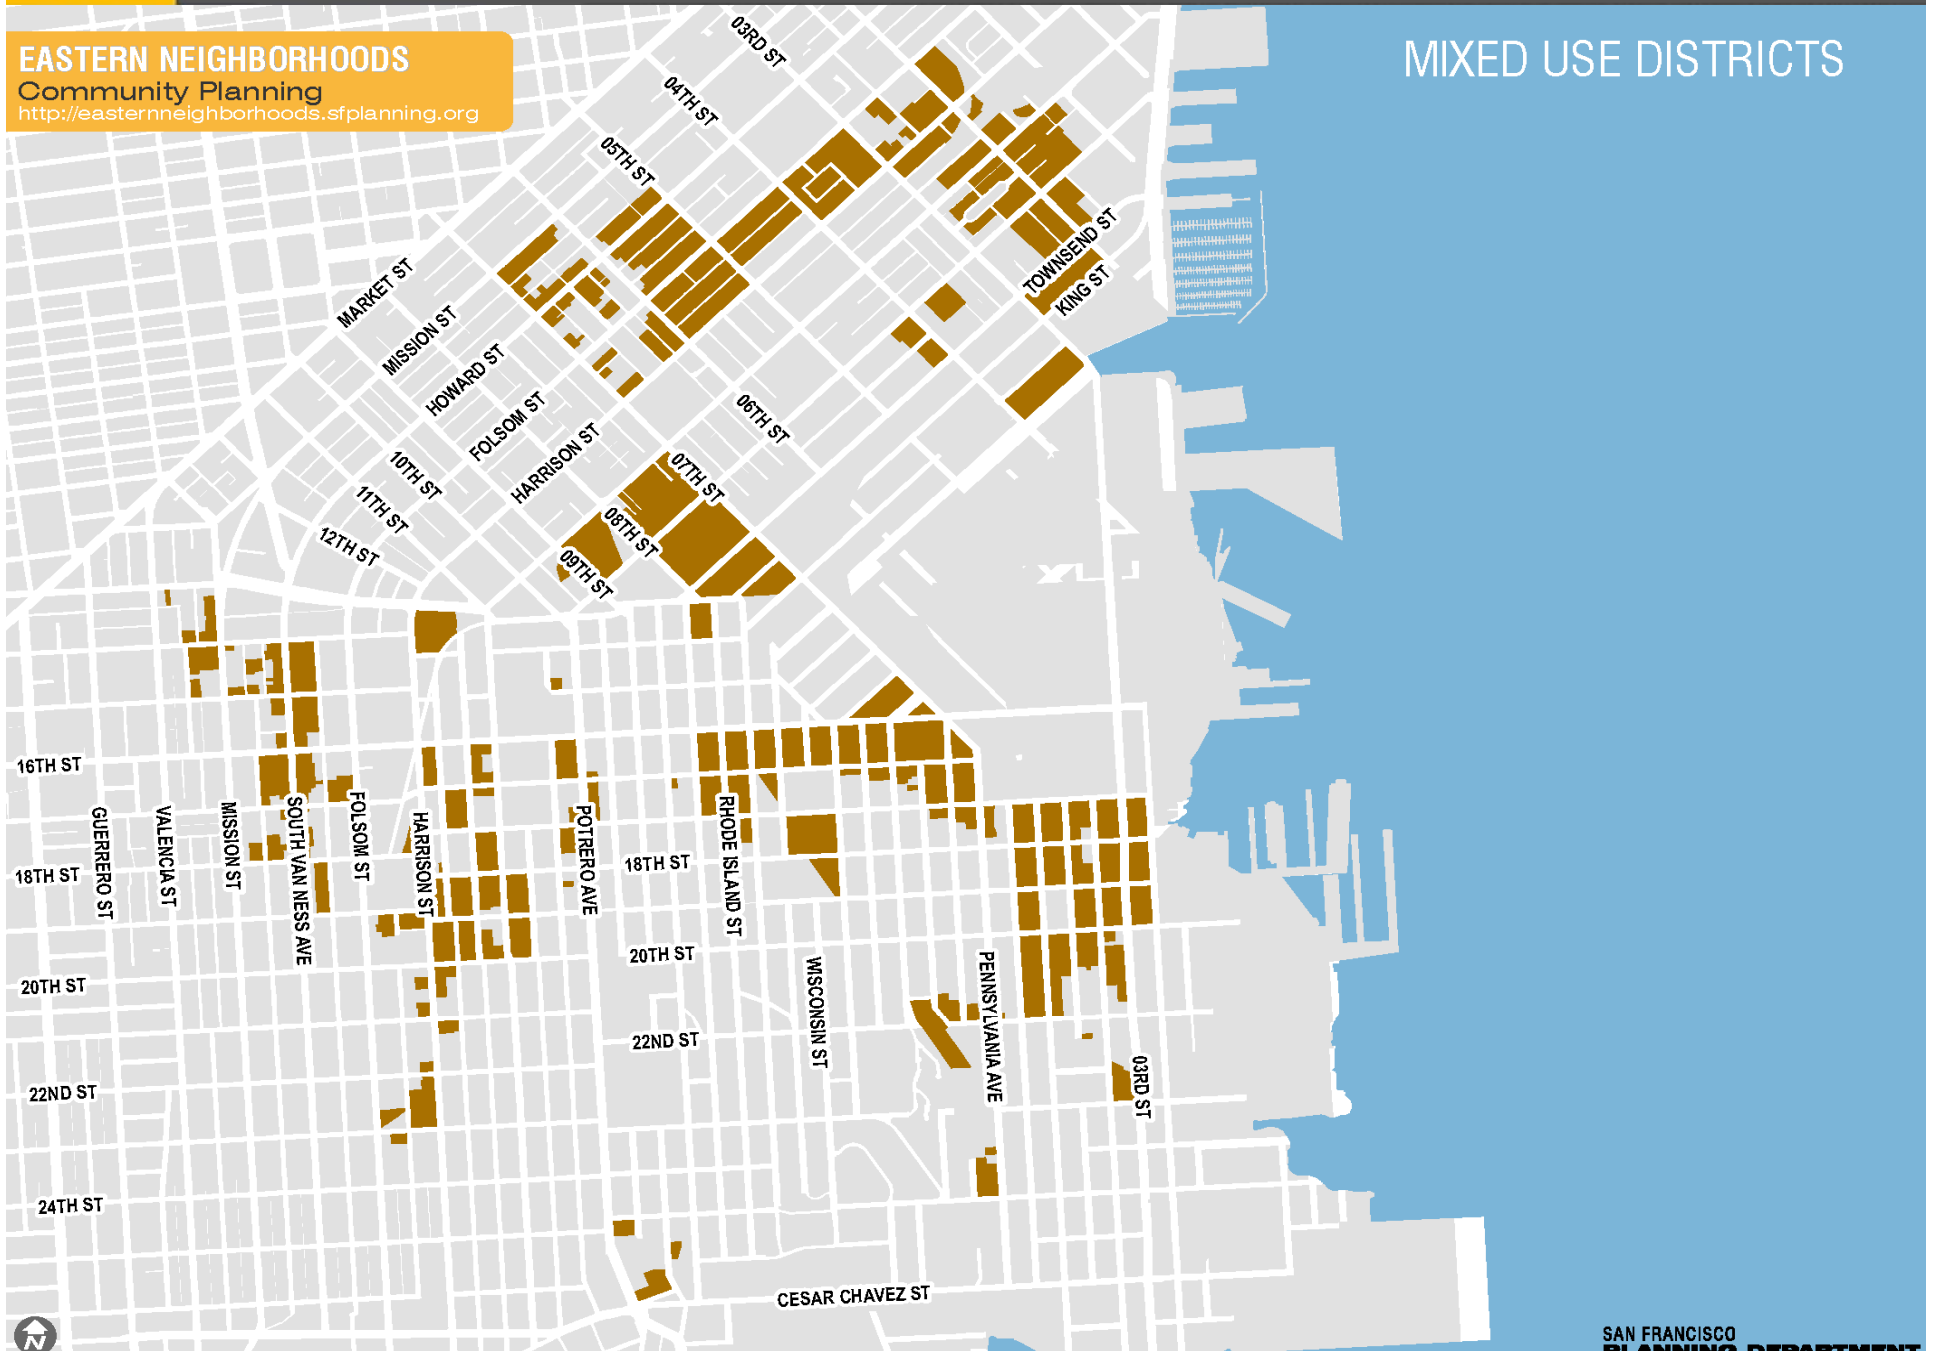 EASTERN NEIGHBORHOODS
Community Planning
http://easternneighborhoods.sfplanning.org
MIXED USE DISTRICTS
03RD ST
04TH ST
05TH ST
MARKET ST
MISSION ST
HOWARD ST
FOLSOM ST
HARRISON ST
TOWNSEND ST
KING ST
06TH ST
07TH ST
08TH ST
09TH ST
10TH ST
11TH ST
12TH ST
16TH ST
GUERRERO ST
VALENCIA ST
MISSION ST
SOUTH VAN NESS AVE
FOLSOM ST
HARRISON ST
POTRERO AVE
RHODE ISLAND ST
18TH ST
18TH ST
20TH ST
20TH ST
WISCONSIN ST
PENNSYLVANIA AVE
22ND ST
22ND ST
03RD ST
24TH ST
CESAR CHAVEZ ST
N
SAN FRANCISCO
PLANNING DEPARTMENT